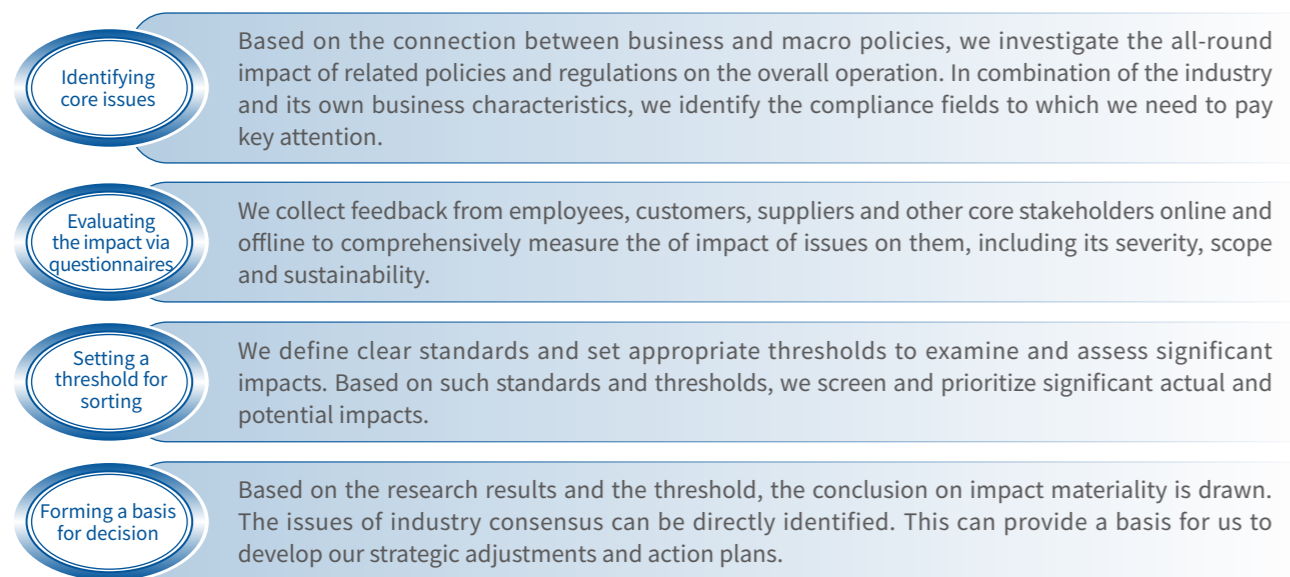 Identifying
core issues
Based on the connection between business and macro policies, we investigate the all-round
impact of related policies and regulations on the overall operation. In combination of the industry
and its own business characteristics, we identify the compliance fields to which we need to pay
key attention.
Evaluating
the impact via
questionnaires
We collect feedback from employees, customers, suppliers and other core stakeholders online and
offline to comprehensively measure the of impact of issues on them, including its severity, scope
and sustainability.
Setting a
threshold for
sorting
We define clear standards and set appropriate thresholds to examine and assess significant
impacts. Based on such standards and thresholds, we screen and prioritize significant actual and
potential impacts.
Forming a basis
for decision
Based on the research results and the threshold, the conclusion on impact materiality is drawn.
The issues of industry consensus can be directly identified. This can provide a basis for us to
develop our strategic adjustments and action plans.